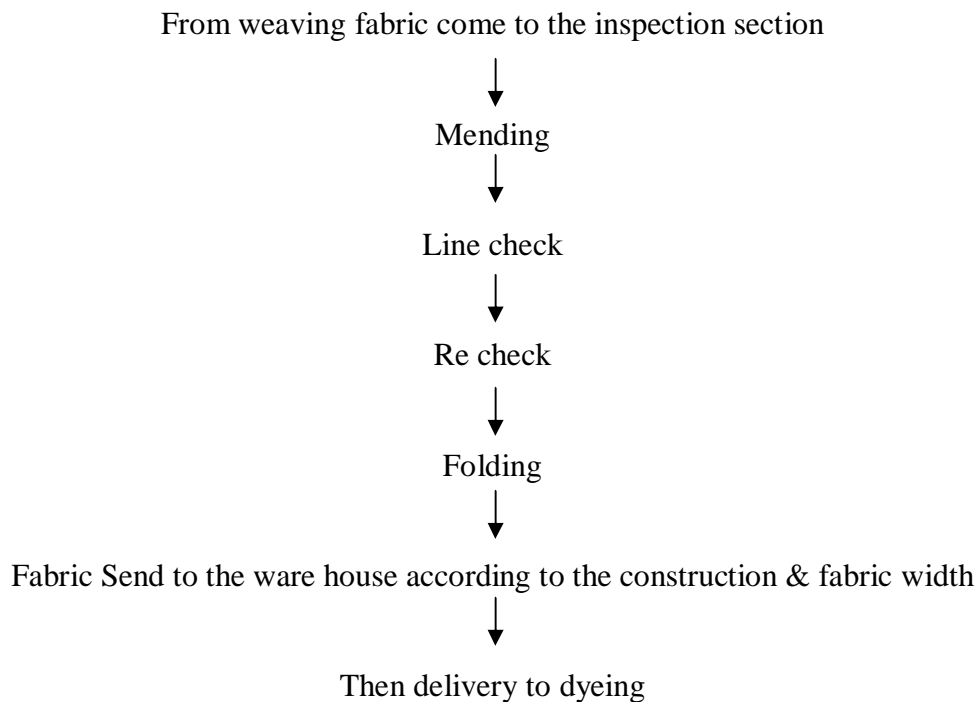 From weaving fabric come to the inspection section
Mending
Line check
Re check
Folding
Fabric Send to the ware house according to the construction & fabric width
Then delivery to dyeing